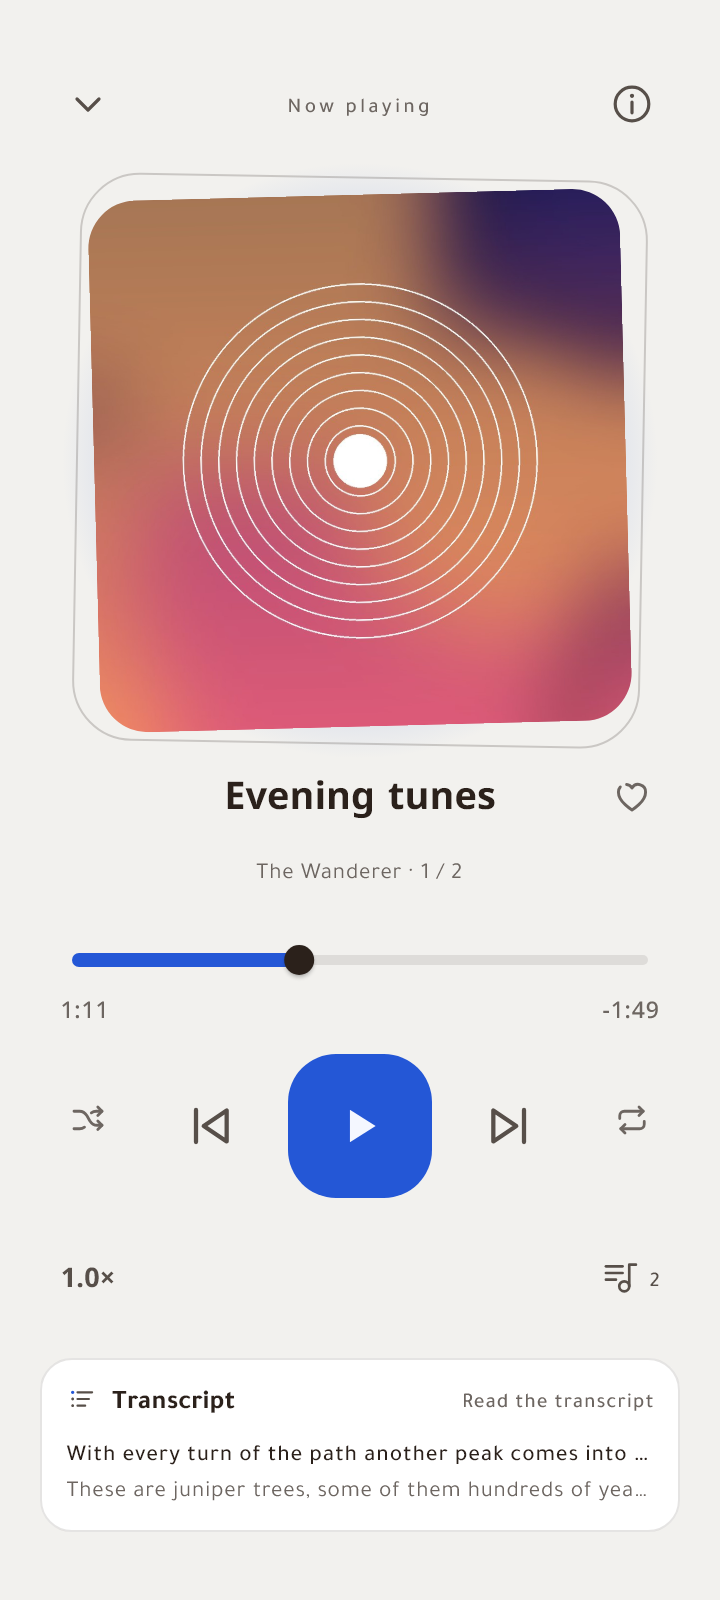 Now playing
Evening tunes
The Wanderer · 1 / 2
1:11
-1:49
1.0×
2
Transcript
Read the transcript
With every turn of the path another peak comes into …
These are juniper trees, some of them hundreds of yea…